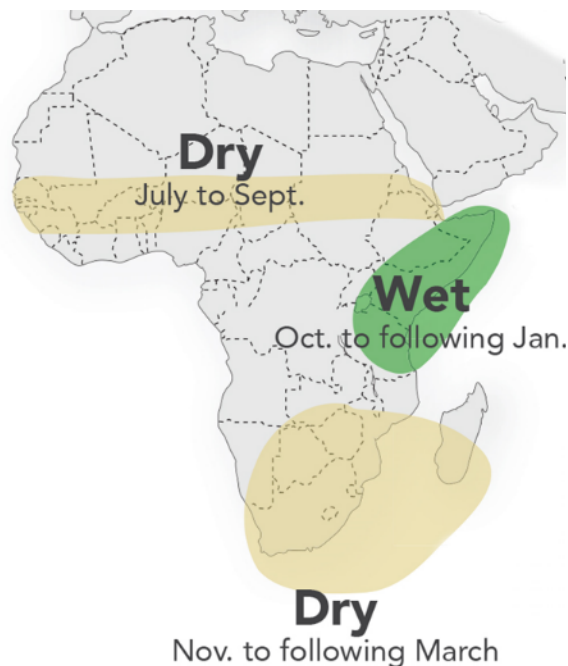 Dry
July to Sept.
Wet
Oct. to following Jan.
Dry
Nov. to following March